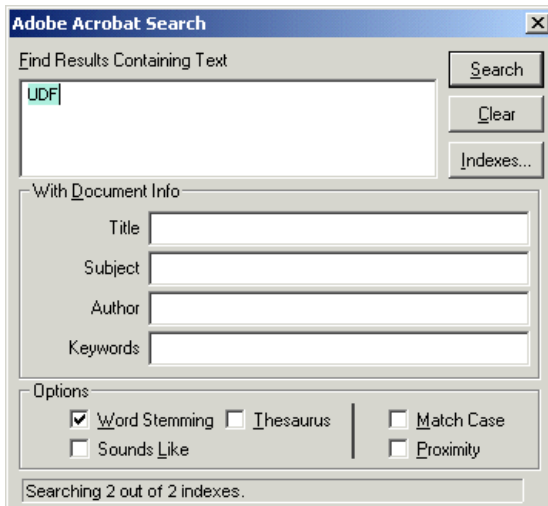 Adobe Acrobat Search
Find Results Containing Text
Search
UDF
Clear
Indexes...
With Document Info
Title
Subject
Author
Keywords
Options
Word Stemming Thesaurus Match Case
Sounds Like Proximity
Searching 2 out of 2 indexes.